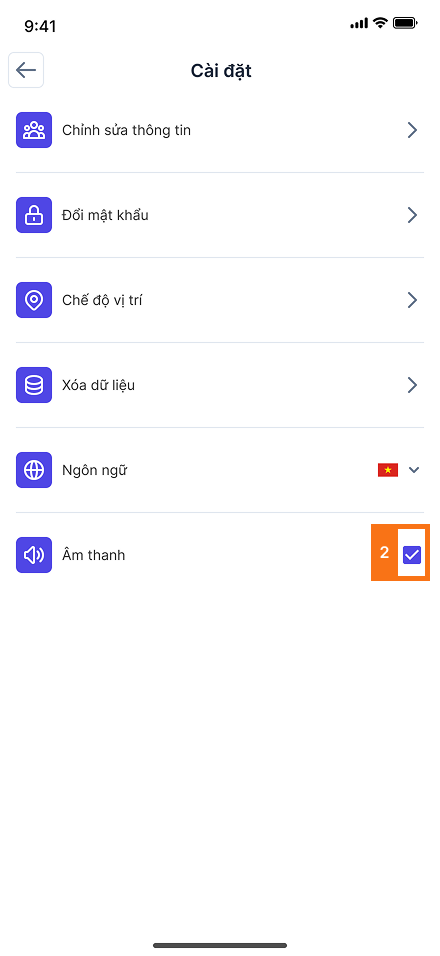 9:41
Cài đặt
Chỉnh sửa thông tin
Đổi mật khẩu
Chế độ vị trí
Xóa dữ liệu
Ngôn ngữ
Âm thanh
2